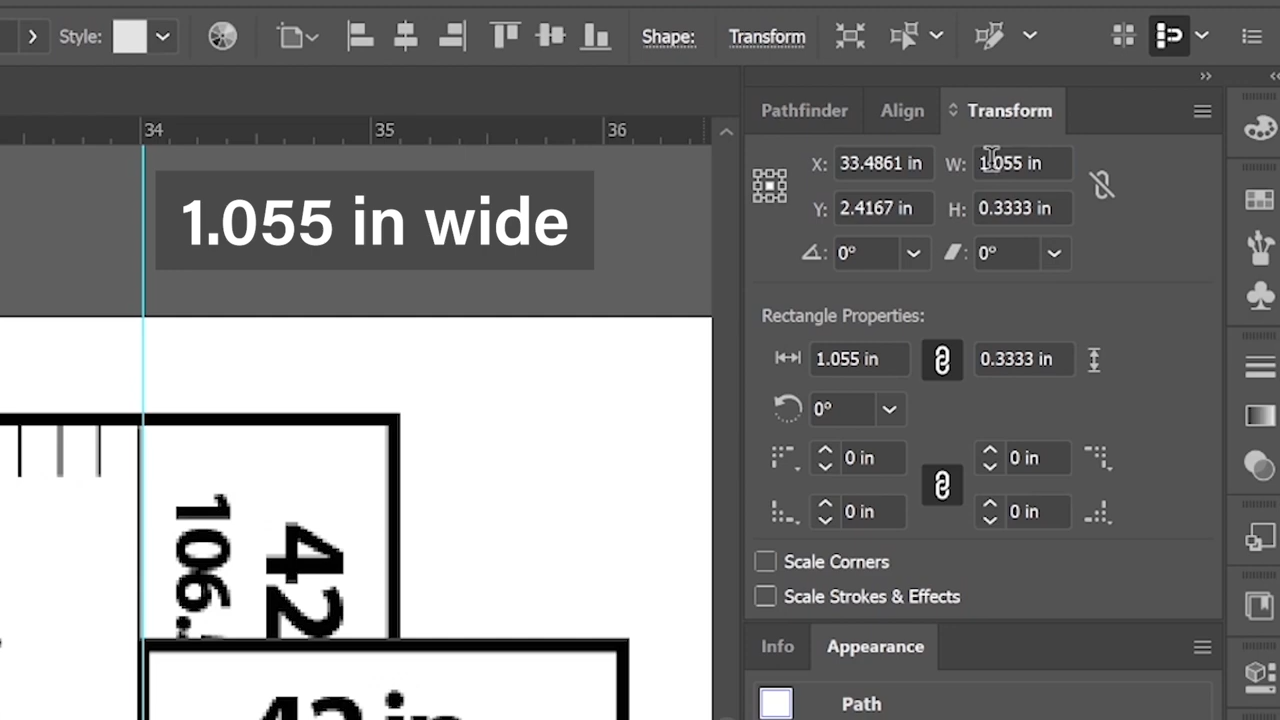 Style:
Shape:
Transform
Pathfinder
Align
Transform
34
35
36
X: 33.4861 in
W: 1.055 in
1.055 in wide
Y: 2.4167 in
H: 0.3333 in
0°
0°
Rectangle Properties:
1.055 in
0.3333 in
0°
0 in
0 in
0 in
0 in
Scale Corners
Scale Strokes & Effects
42
106.
Info
Appearance
42 in
Path